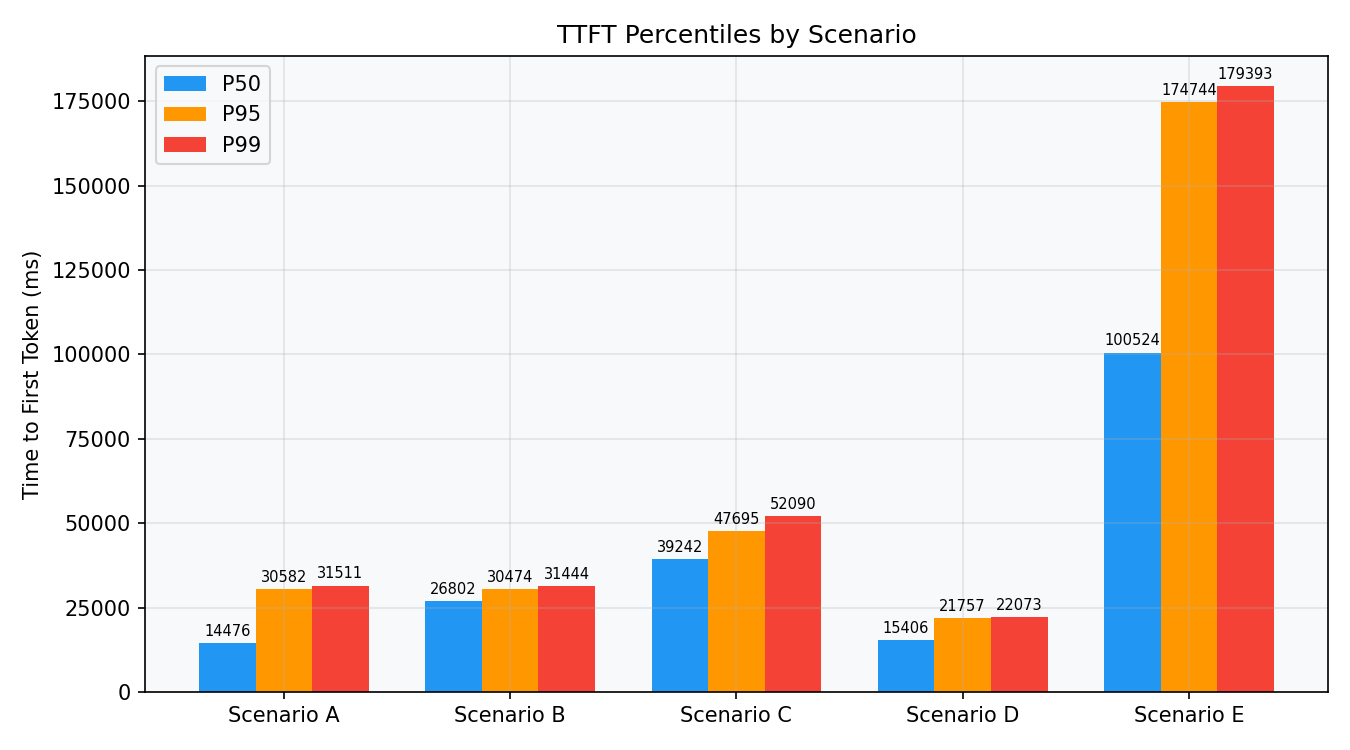 TTFT Percentiles by Scenario
P50
P95
P99
Time to First Token (ms)
175000
150000
125000
100000
75000
50000
25000
0
14476 30582 31511
26802 30474 31444
39242 47695 52090
15406 21757 22073
100524 174744 179393
Scenario A Scenario B Scenario C Scenario D Scenario E